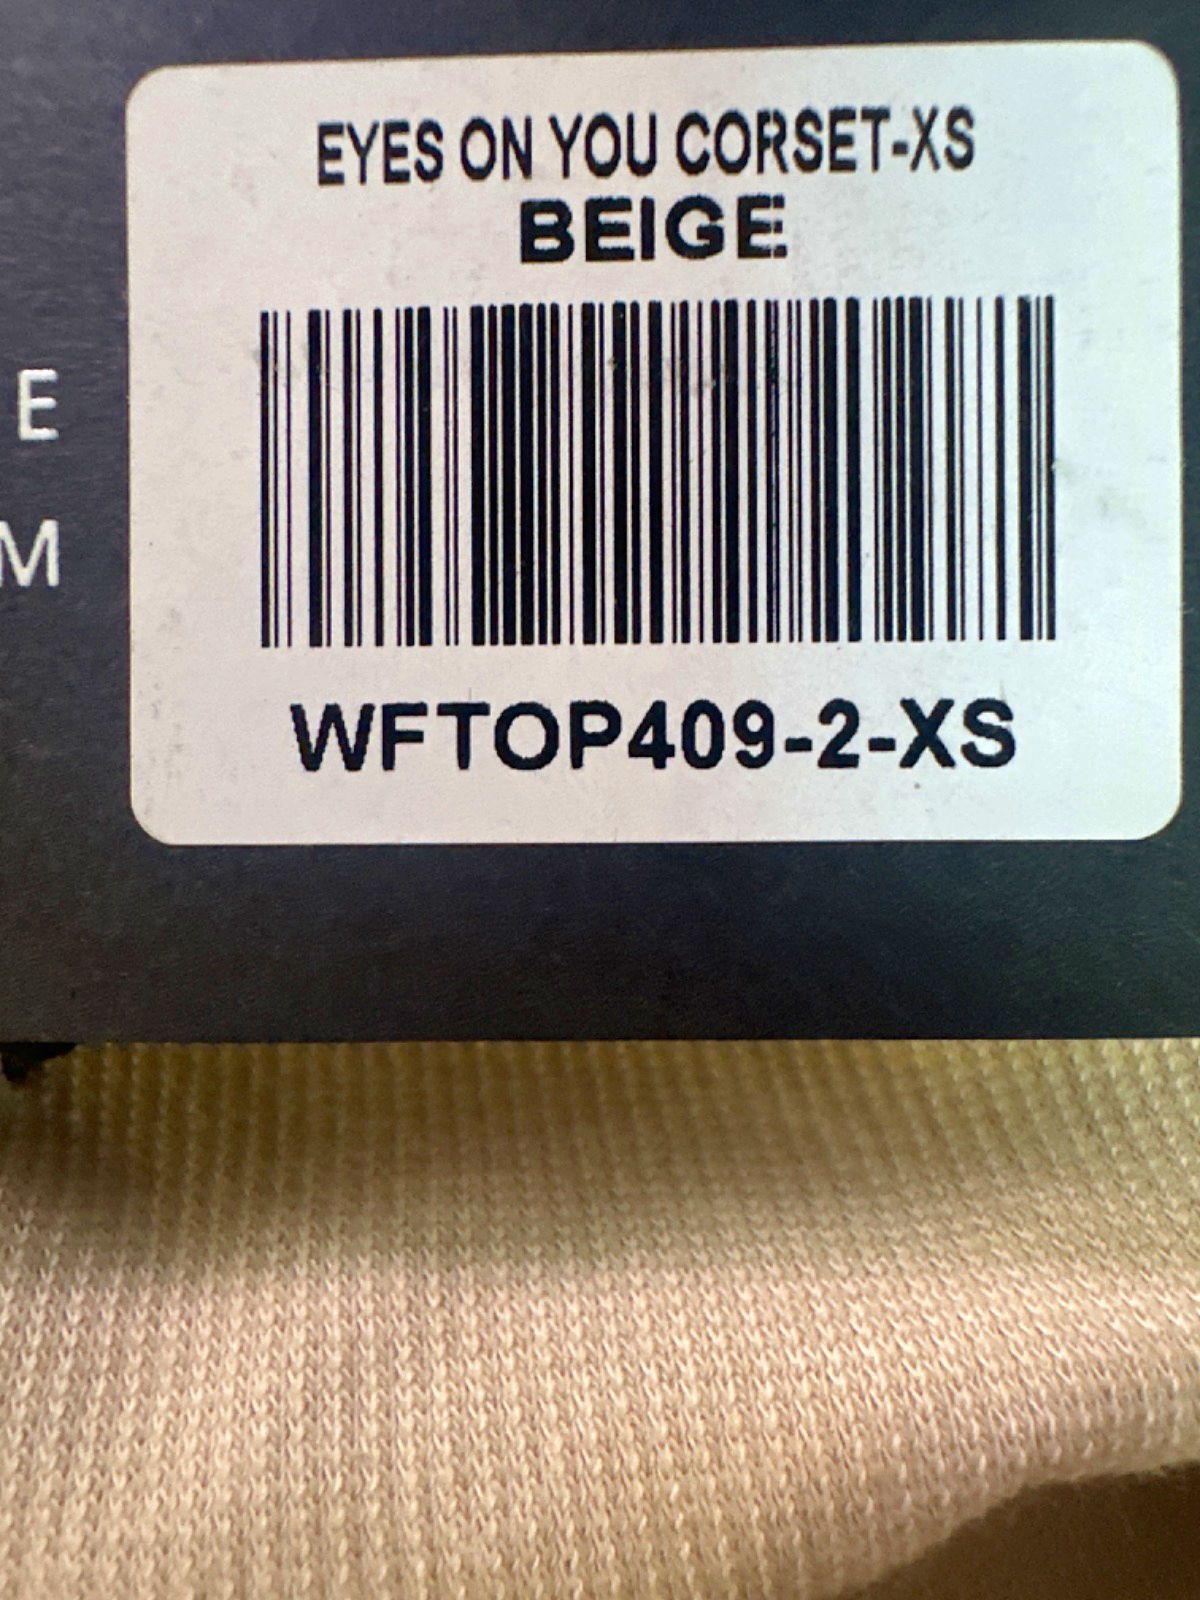 EYES ON YOU CORSET-XS
BEIGE
E
M
WFTOP409-2-XS